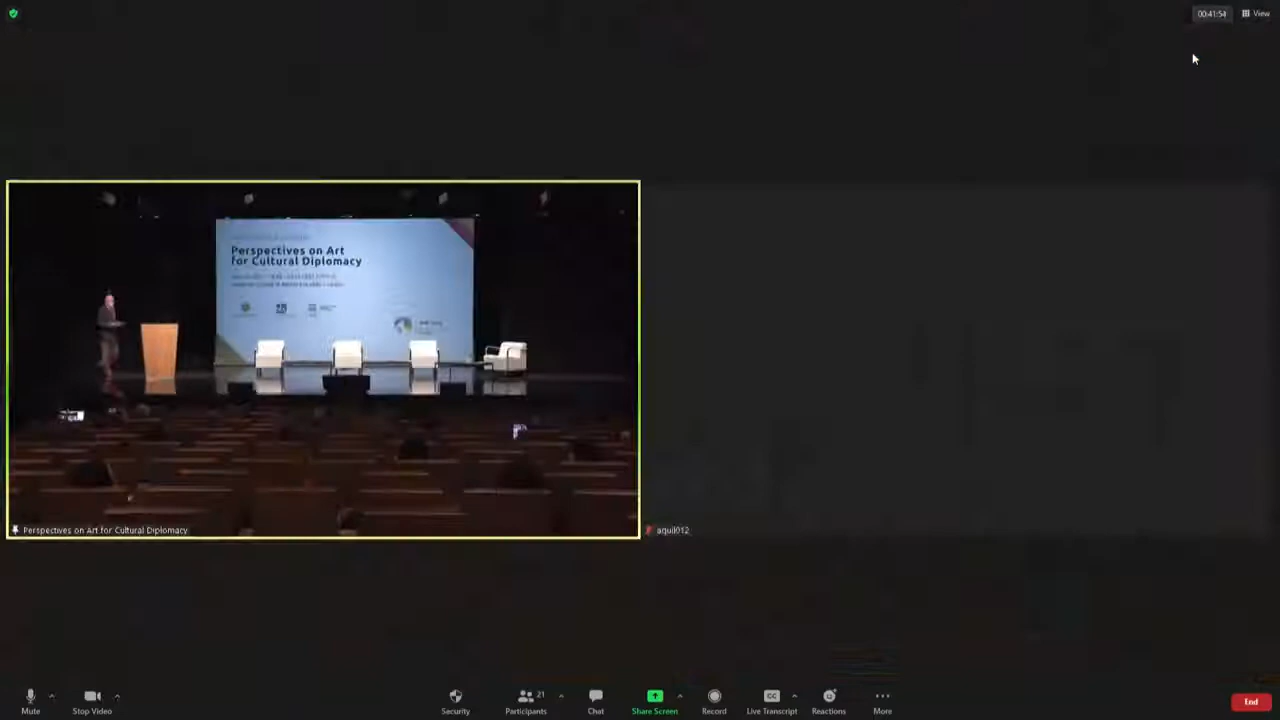 00:41:54
View
Perspectives on Art
for Cultural Diplomacy
Perspectives on Art for Cultural Diplomacy
aquil012
Mute
Stop Video
Security
Participants
21
Chat
Share Screen
Record
CC
Live Transcript
Reactions
More
End